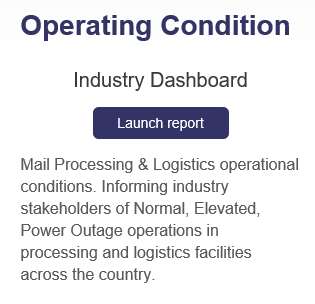 Operating Condition
Industry Dashboard
Launch report
Mail Processing & Logistics operational
conditions. Informing industry
stakeholders of Normal, Elevated,
Power Outage operations in
processing and logistics facilities
across the country.